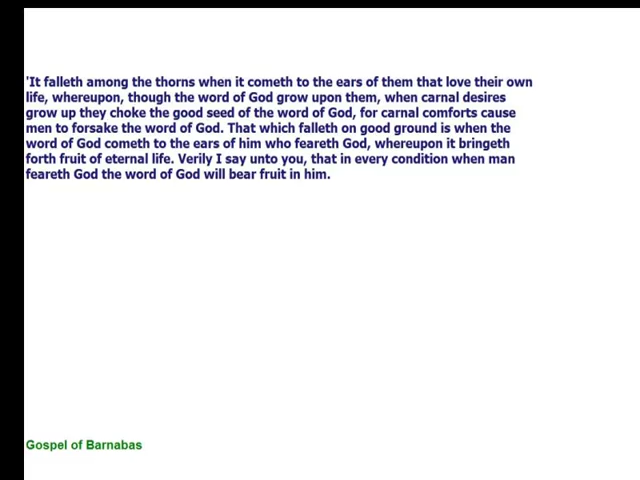 'It falleth among the thorns when it cometh to the ears of them that love their own
life, whereupon, though the word of God grow upon them, when carnal desires
grow up they choke the good seed of the word of God, for carnal comforts cause
men to forsake the word of God. That which falleth on good ground is when the
word of God cometh to the ears of him who feareth God, whereupon it bringeth
forth fruit of eternal life. Verily I say unto you, that in every condition when man
feareth God the word of God will bear fruit in him.
Gospel of Barnabas